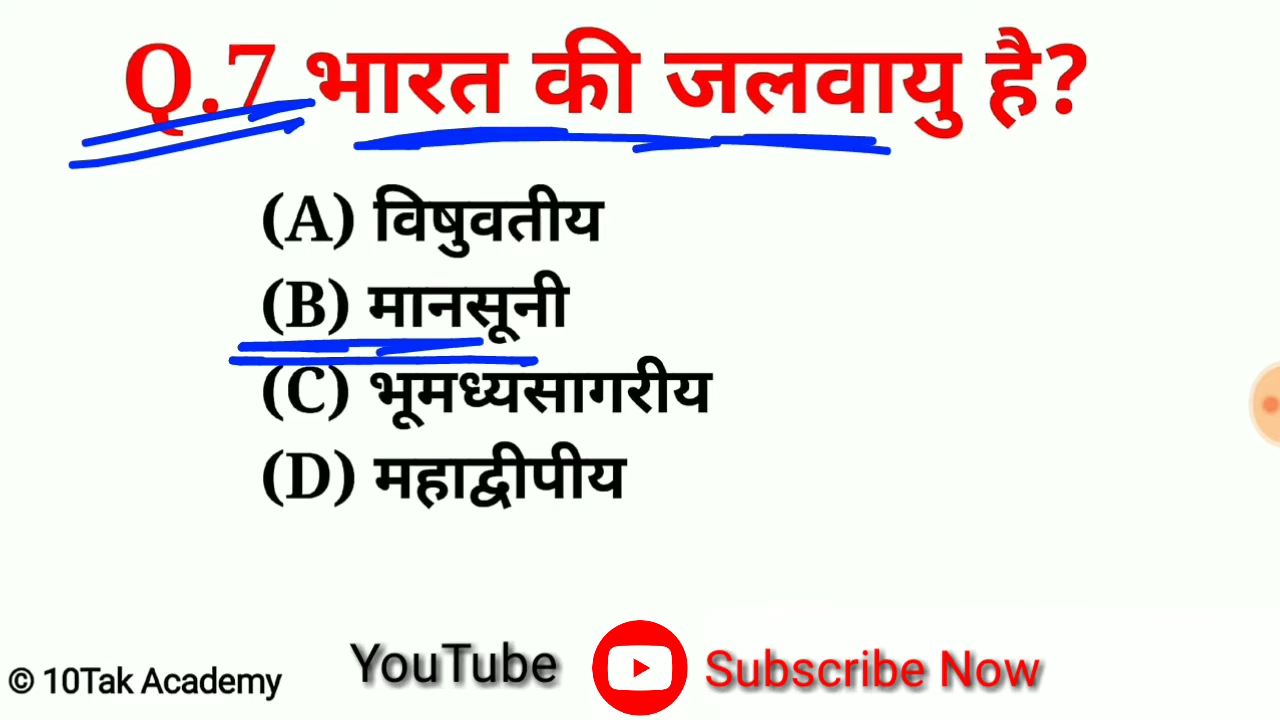 Q.7 भारत की जलवायु है?
(A) विषुवतीय
(B) मानसूनी
(C) भूमध्यसागरीय
(D) महाद्वीपीय
© 10Tak Academy YouTube Subscribe Now